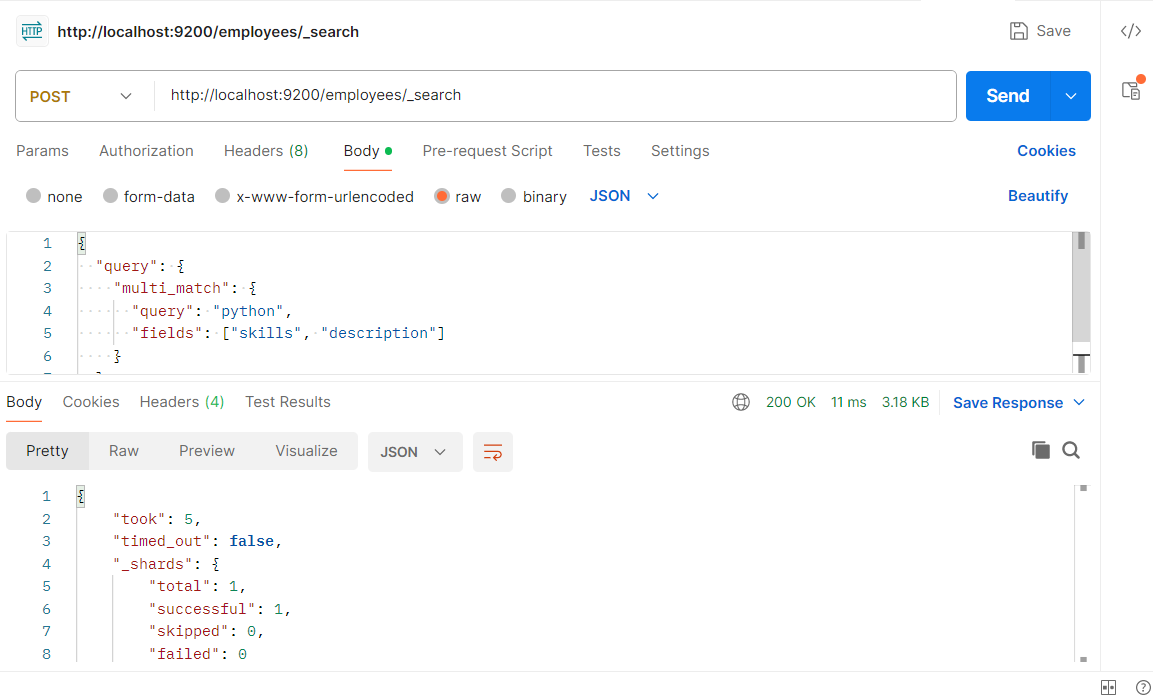 HTTP http://localhost:9200/employees/_search Save
POST http://localhost:9200/employees/_search Send
Params Authorization Headers (8) Body Pre-request Script Tests Settings Cookies
none form-data x-www-form-urlencoded raw binary JSON Beautify
1 {
2 "query": {
3 "multi_match": {
4 "query": "python",
5 "fields": ["skills", "description"]
6 }
Body Cookies Headers (4) Test Results 200 OK 11 ms 3.18 KB Save Response
Pretty Raw Preview Visualize JSON
1 {
2 "took": 5,
3 "timed_out": false,
4 "_shards": {
5 "total": 1,
6 "successful": 1,
7 "skipped": 0,
8 "failed": 0